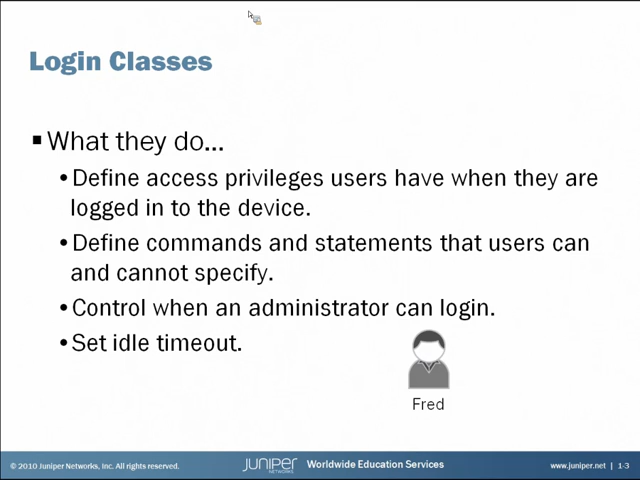 Login Classes
What they do...
•Define access privileges users have when they are
logged in to the device.
•Define commands and statements that users can
and cannot specify.
•Control when an administrator can login.
•Set idle timeout.
Fred
© 2010 Juniper Networks, Inc. All rights reserved.
JUNIPER
NETWORKS
Worldwide Education Services
www.juniper.net | 1-3